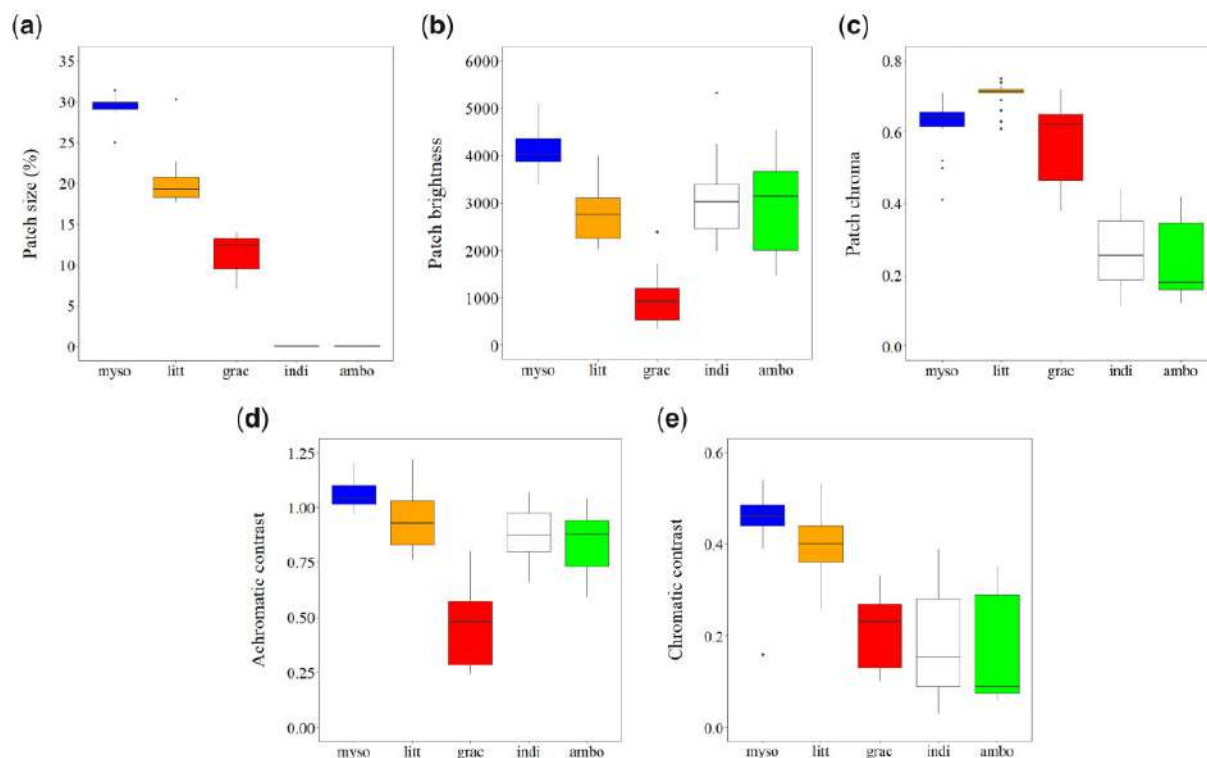 (a)
Patch size (%)
35
30
25
20
15
10
5
0
myso litt grac indi ambo
(b)
Patch brightness
6000
5000
4000
3000
2000
1000
0
myso litt grac indi ambo
(c)
Patch chroma
0.8
0.6
0.4
0.2
0.0
myso litt grac indi ambo
(d)
Achromatic contrast
1.25
1.00
0.75
0.50
0.25
0.00
myso litt grac indi ambo
(e)
Chromatic contrast
0.6
0.4
0.2
0.0
myso litt grac indi ambo